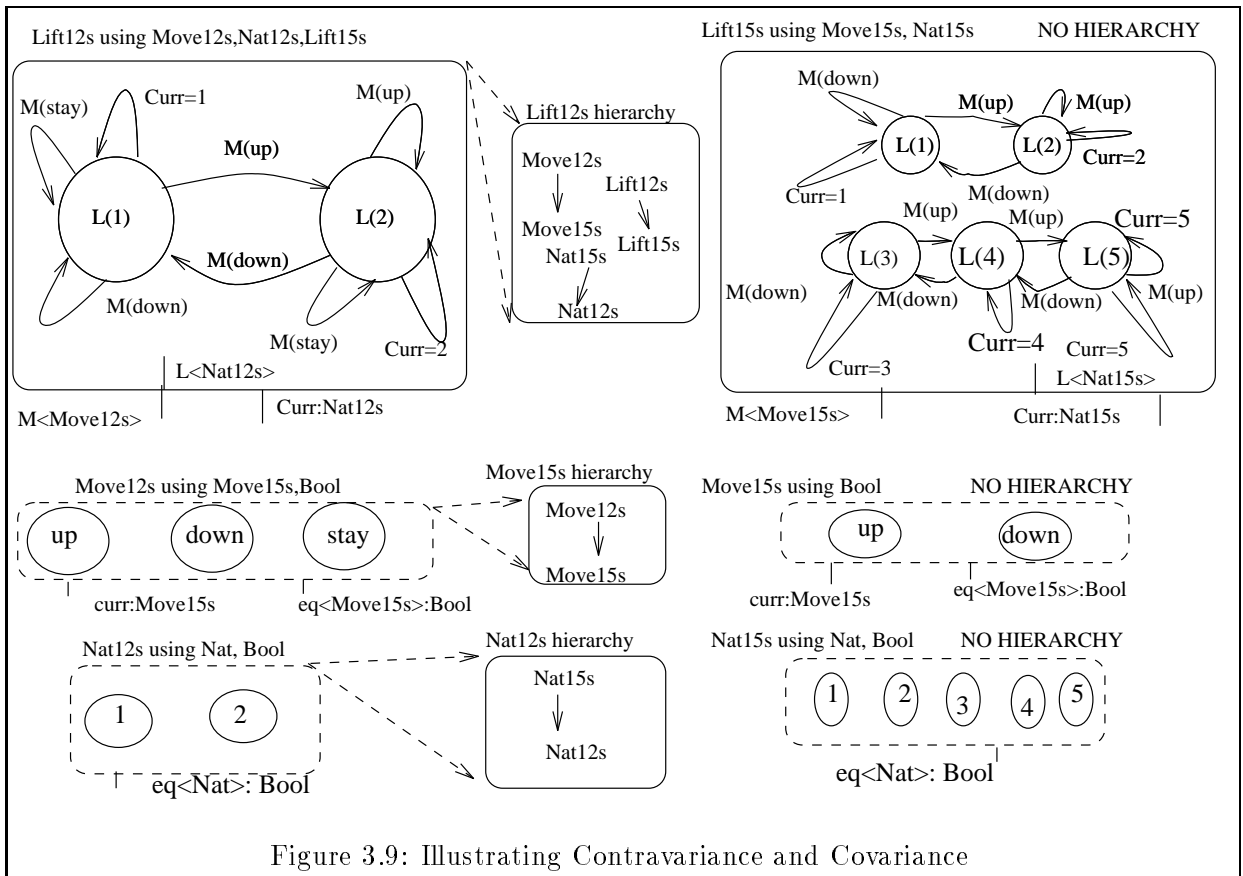 Lift12s using Move12s,Nat12s,Lift15s
M(stay)
Curr=1
M(up)
M(up)
L(1)
L(2)
M(down)
M(down)
M(stay)
Curr=2
L<Nat12s>
M<Move12s>
Curr:Nat12s
Lift12s hierarchy
Move12s
Lift12s
Move15s
Lift15s
Nat15s
Nat12s
Lift15s using Move15s, Nat15s NO HIERARCHY
M(down)
M(up)
M(up)
L(1)
L(2)
Curr=2
Curr=1
M(down)
M(up)
M(up)
Curr=5
L(3)
L(4)
L(5)
M(down)
M(down)
M(down)
M(up)
Curr=4
Curr=3
Curr=5
L<Nat15s>
M<Move15s>
Curr:Nat15s
Move12s using Move15s,Bool
up
down
stay
curr:Move15s
eq<Move15s>:Bool
Move15s hierarchy
Move12s
Move15s
Move15s using Bool NO HIERARCHY
up
down
curr:Move15s
eq<Move15s>:Bool
Nat12s using Nat, Bool
1
2
eq<Nat>: Bool
Nat12s hierarchy
Nat15s
Nat12s
Nat15s using Nat, Bool NO HIERARCHY
1
2
3
4
5
eq<Nat>: Bool
Figure 3.9: Illustrating Contravariance and Covariance